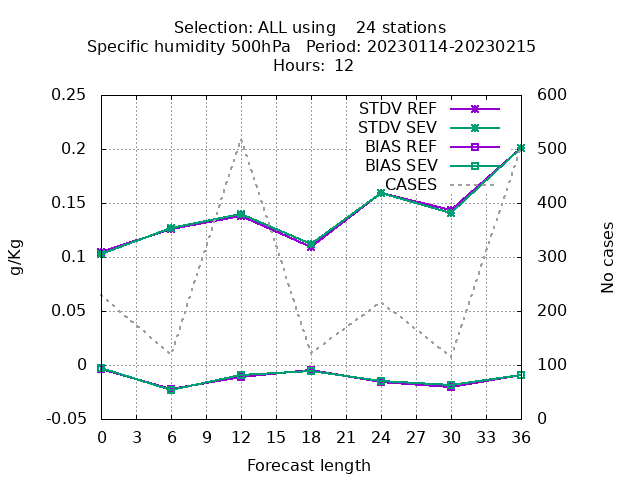 Selection: ALL using    24 stations
Specific humidity 500hPa   Period: 20230114-20230215
Hours:  12
0.25
0.2
0.15
0.1
0.05
0
-0.05
g/Kg
STDV REF
STDV SEV
BIAS REF
BIAS SEV
CASES
600
500
400
300
200
100
0
No cases
0 3 6 9 12 15 18 21 24 27 30 33 36
Forecast length